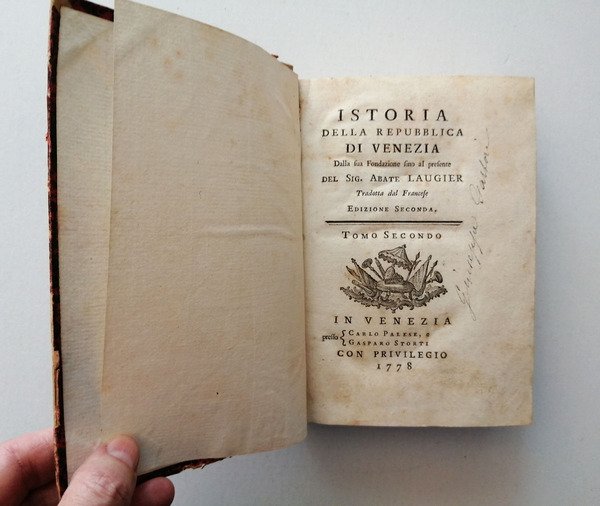 ISTORIA
DELLA REPUBBLICA
DI VENEZIA
Dalla sua Fondazione sino al presente
DEL SIG. ABATE LAUGIER
Tradotta dal Francese
EDIZIONE SECONDA.
TOMO SECONDO
IN VENEZIA
presso { CARLO PALESE, e
GASPARO STORTI
CON PRIVILEGIO
1778
Giuseppe